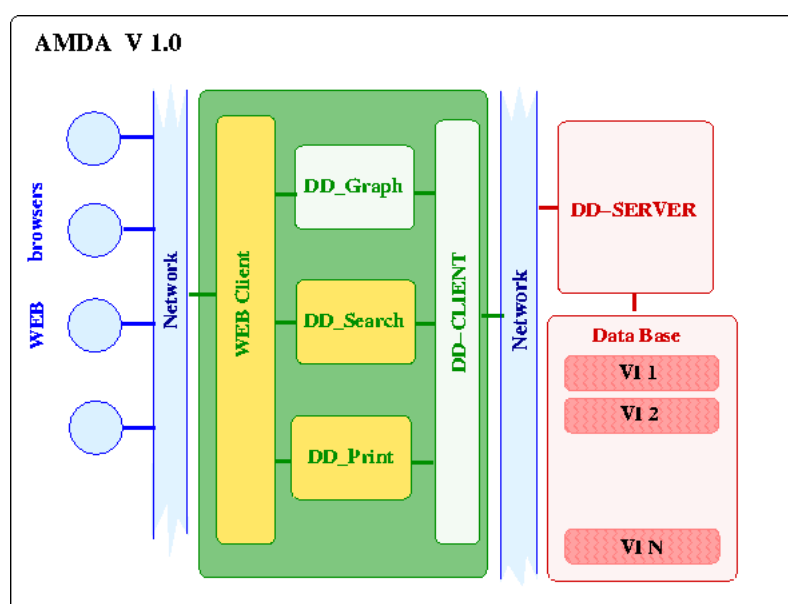 AMDA V 1.0
WEB browsers
Network
WEB Client
DD_Graph
DD_Search
DD_Print
DD-CLIENT
Network
DD-SERVER
Data Base
VI 1
VI 2
VI N